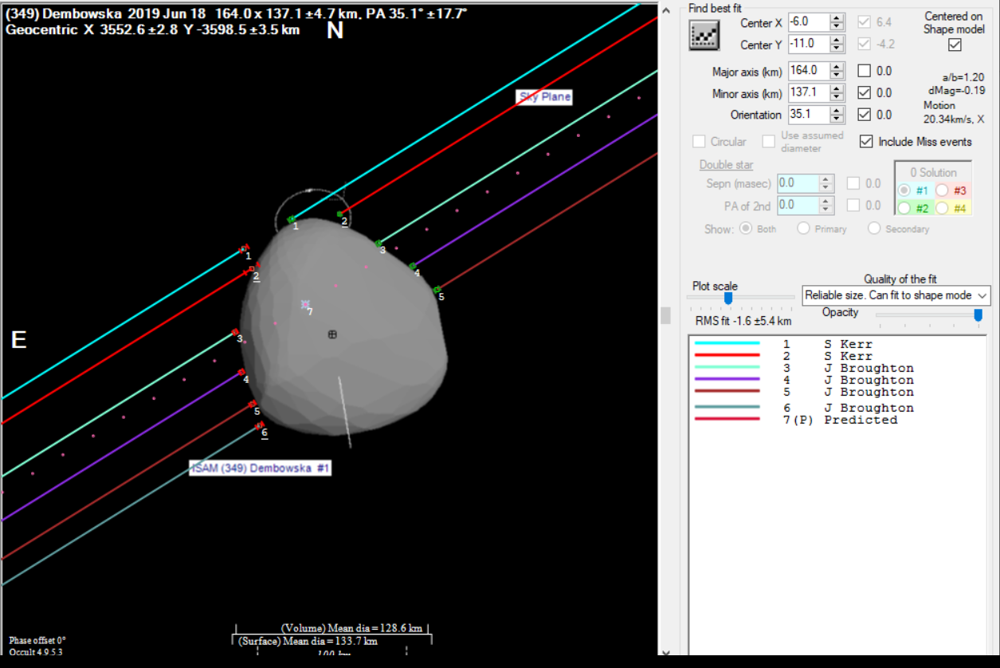 (349) Dembowska 2019 Jun 18 164.0 x 137.1 ±4.7 km, PA 35.1° ±17.7°
Geocentric X 3552.6 ±2.8 Y -3598.5 ±3.5 km
N
Sky Plane
1
2
3
4
5
1
2
7
3
4
5
6
E
ISAM (349) Dembowska #1
(Volume) Mean dia = 128.6 km
(Surface) Mean dia = 133.7 km
100 km
Phase offset 0°
Occult 4.9.5.3
Find best fit
Center X -6.0 6.4
Center Y -11.0 -4.2
Centered on
Shape model
Major axis (km) 164.0 0.0
Minor axis (km) 137.1 0.0
Orientation 35.1 0.0
a/b=1.20
dMag=-0.19
Motion
20.34km/s, X
Circular
Use assumed
diameter
Include Miss events
Double star
Sepn (masec) 0.0 0.0
PA of 2nd 0.0 0.0
0 Solution
#1 #3
#2 #4
Show: Both Primary Secondary
Plot scale
Quality of the fit
Reliable size. Can fit to shape mode
RMS fit -1.6 ±5.4 km
Opacity
1 S Kerr
2 S Kerr
3 J Broughton
4 J Broughton
5 J Broughton
6 J Broughton
7(P) Predicted